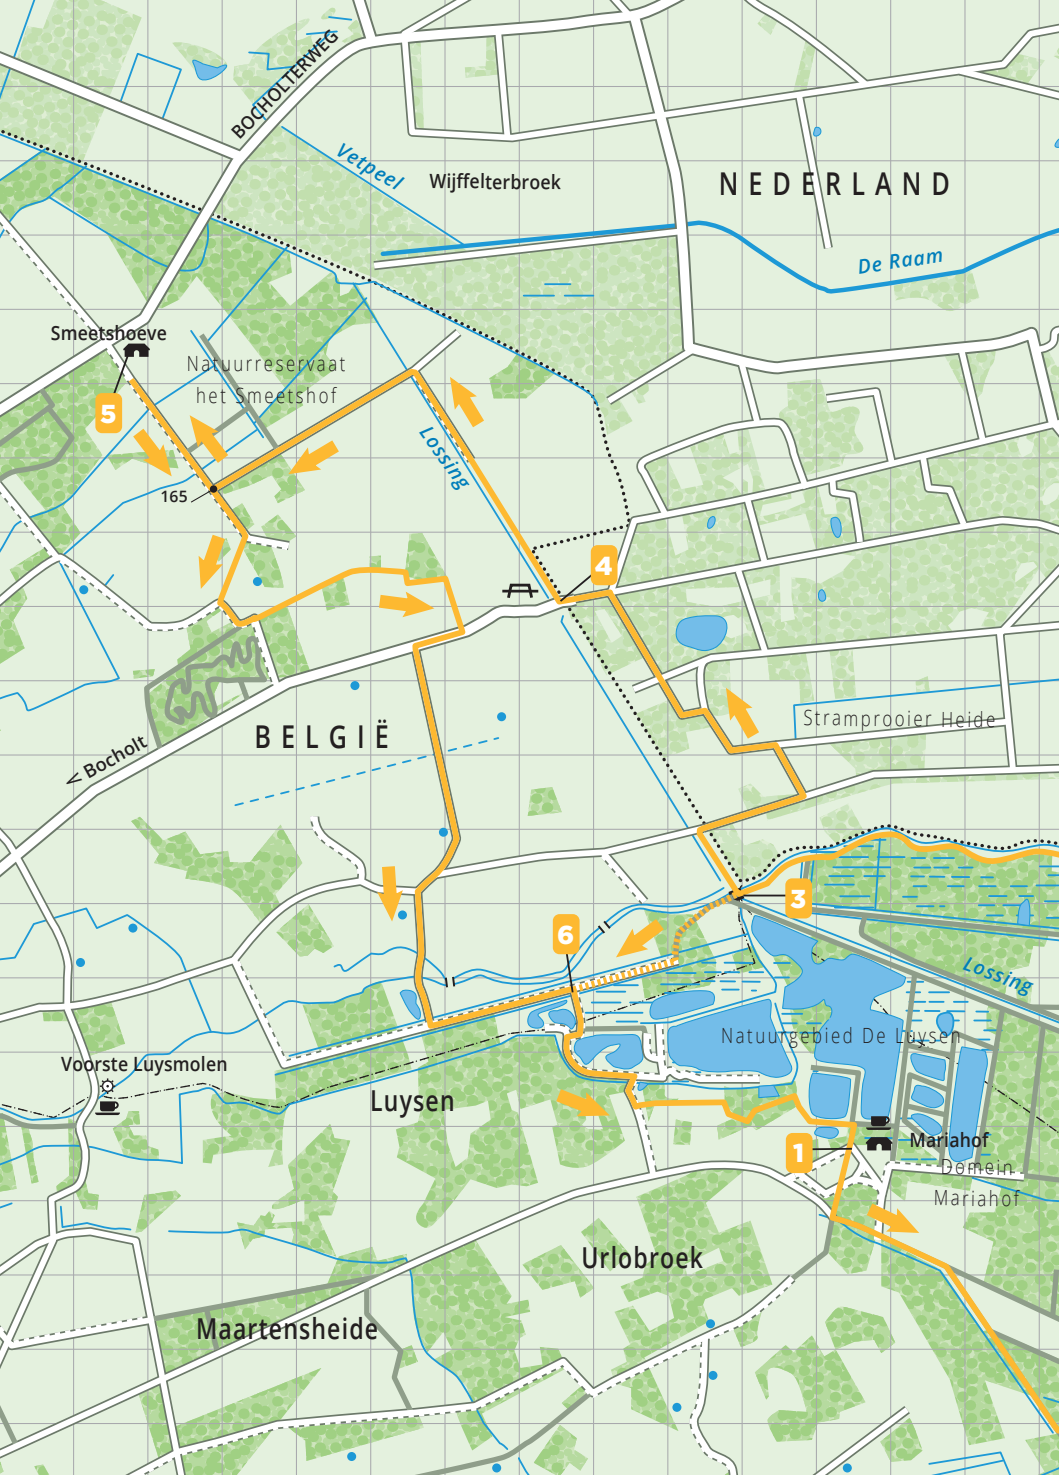 BOCHOLTERWEG
Vetpeel
Wijffelterbroek
NEDERLAND
De Raam
Smeetshoeve
Natuurreservaat
het Smeetshof
5
Lossing
165
4
BELGIË
Stramprooier Heide
< Bocholt
3
6
Lossing
Natuurgebied De Luysen
Voorste Luysmolen
Luysen
Mariahof
1
Domein
Mariahof
Urlobroek
Maartensheide